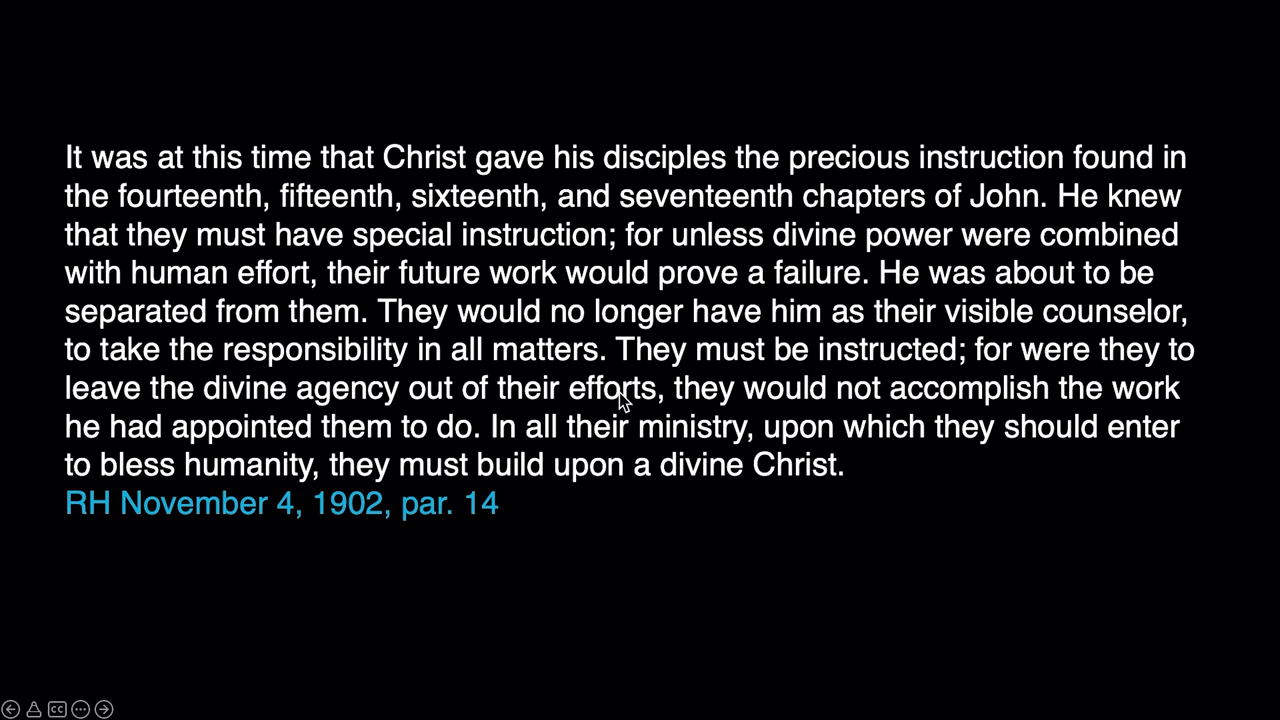 It was at this time that Christ gave his disciples the precious instruction found in
the fourteenth, fifteenth, sixteenth, and seventeenth chapters of John. He knew
that they must have special instruction; for unless divine power were combined
with human effort, their future work would prove a failure. He was about to be
separated from them. They would no longer have him as their visible counselor,
to take the responsibility in all matters. They must be instructed; for were they to
leave the divine agency out of their efforts, they would not accomplish the work
he had appointed them to do. In all their ministry, upon which they should enter
to bless humanity, they must build upon a divine Christ.
RH November 4, 1902, par. 14
CC